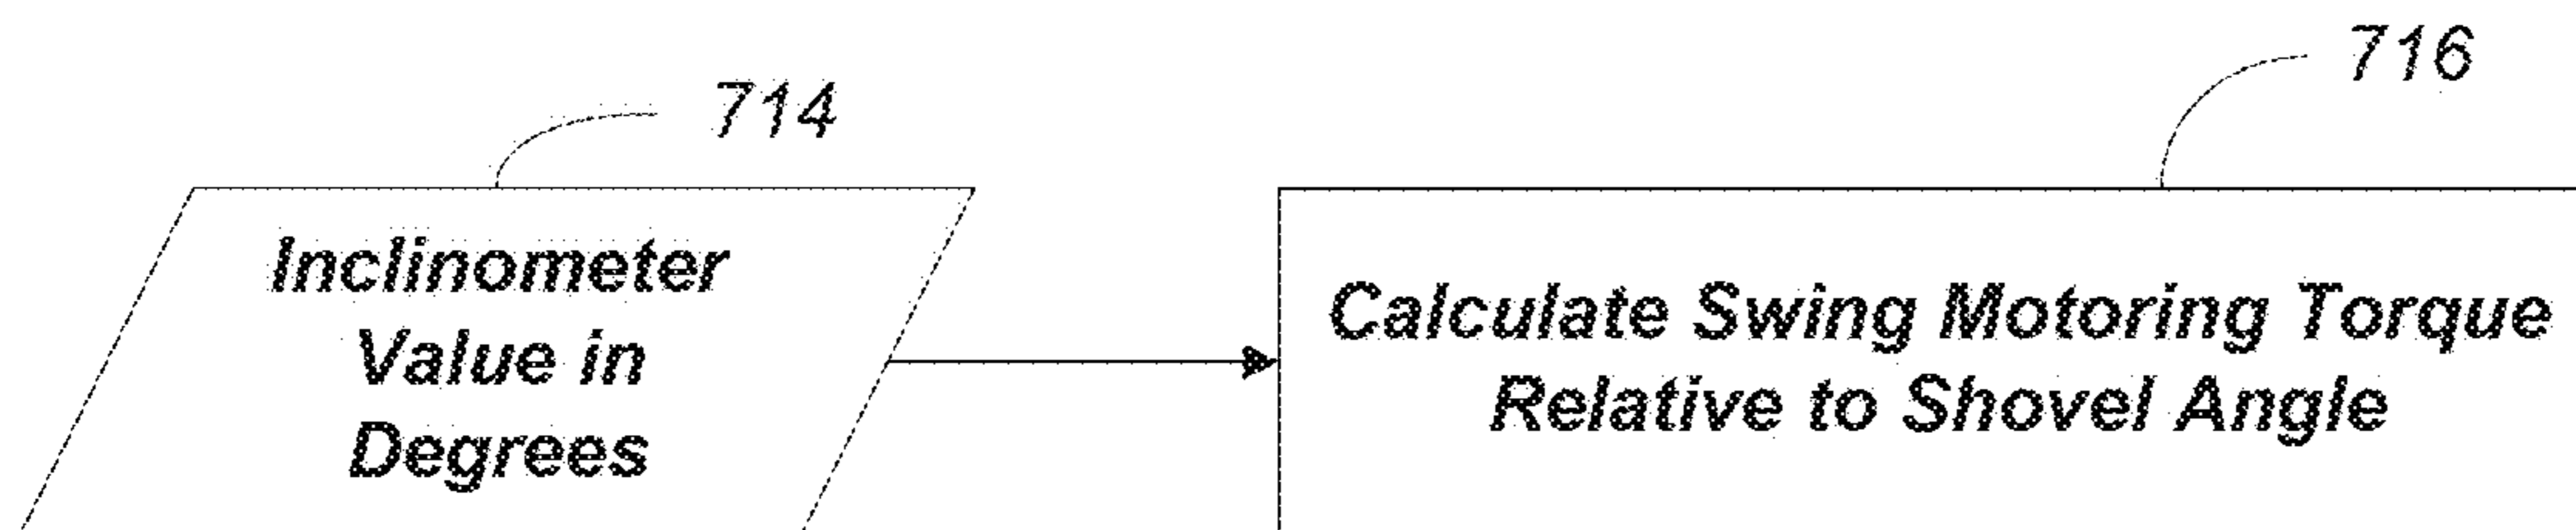 714
716
Inclinometer
Value in
Degrees
Calculate Swing Motoring Torque
Relative to Shovel Angle